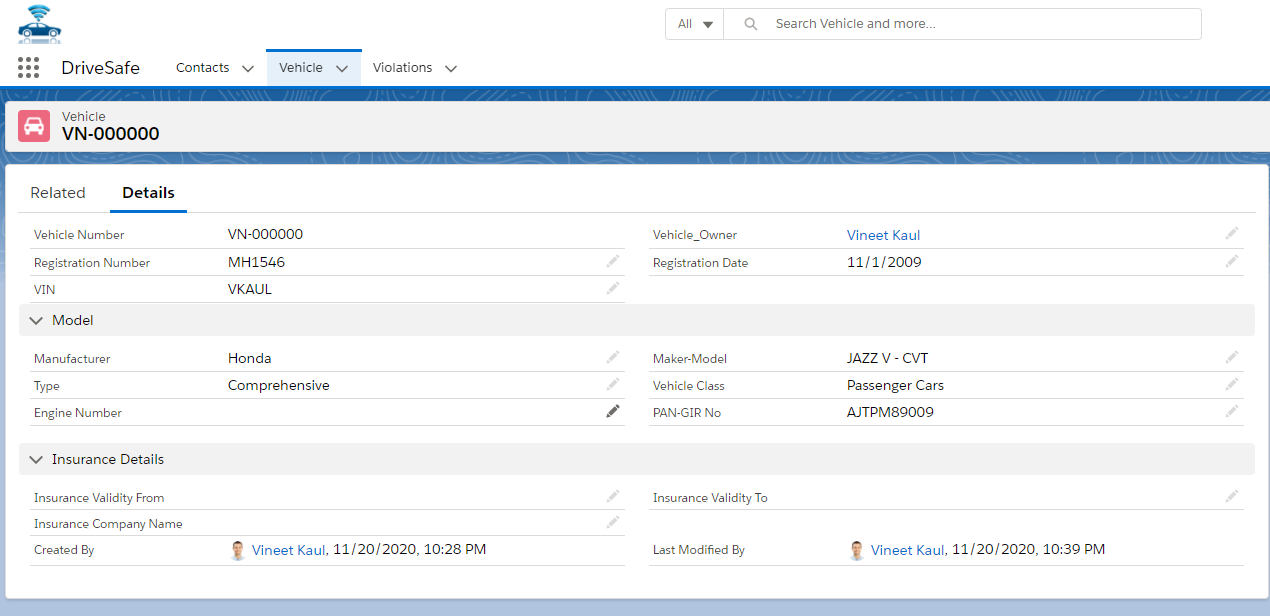 All Search Vehicle and more...
DriveSafe Contacts Vehicle Violations
Vehicle
VN-000000
Related Details
Vehicle Number VN-000000 Vehicle_Owner Vineet Kaul
Registration Number MH1546 Registration Date 11/1/2009
VIN VKAUL
Model
Manufacturer Honda Maker-Model JAZZ V - CVT
Type Comprehensive Vehicle Class Passenger Cars
Engine Number PAN-GIR No AJTPM89009
Insurance Details
Insurance Validity From Insurance Validity To
Insurance Company Name
Created By Vineet Kaul, 11/20/2020, 10:28 PM Last Modified By Vineet Kaul, 11/20/2020, 10:39 PM